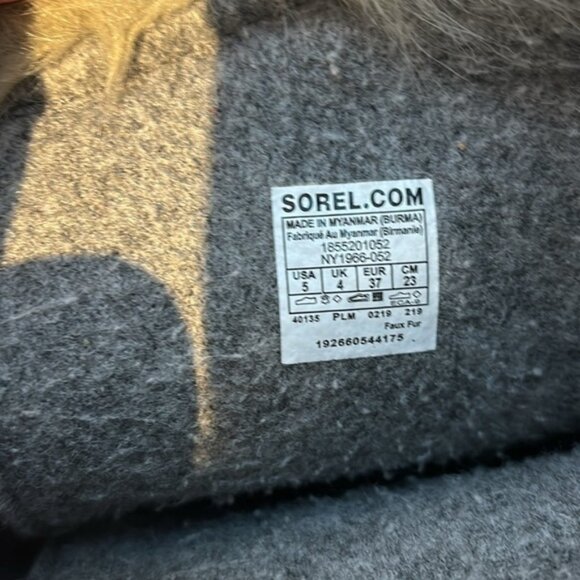 SOREL.COM
MADE IN MYANMAR (BURMA)
Fabriqué Au Myanmar (Birmanie)
1855201052
NY1966-052
USA UK EUR CM
5 4 37 23
40135 PLM 0219 219
Faux Fur
192660544175